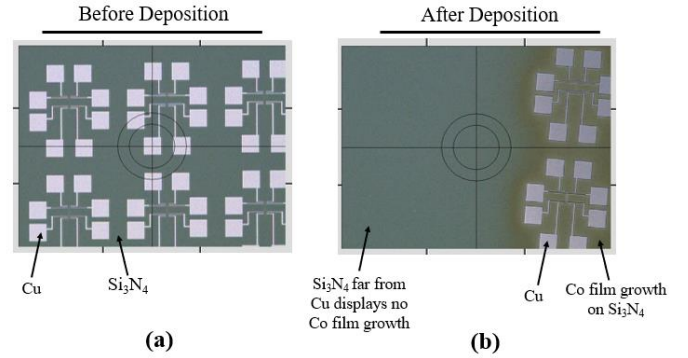 Before Deposition
After Deposition
Cu
Si₃N₄
Si₃N₄ far from
Cu displays no
Co film growth
Cu
Co film growth
on Si₃N₄
(a)
(b)